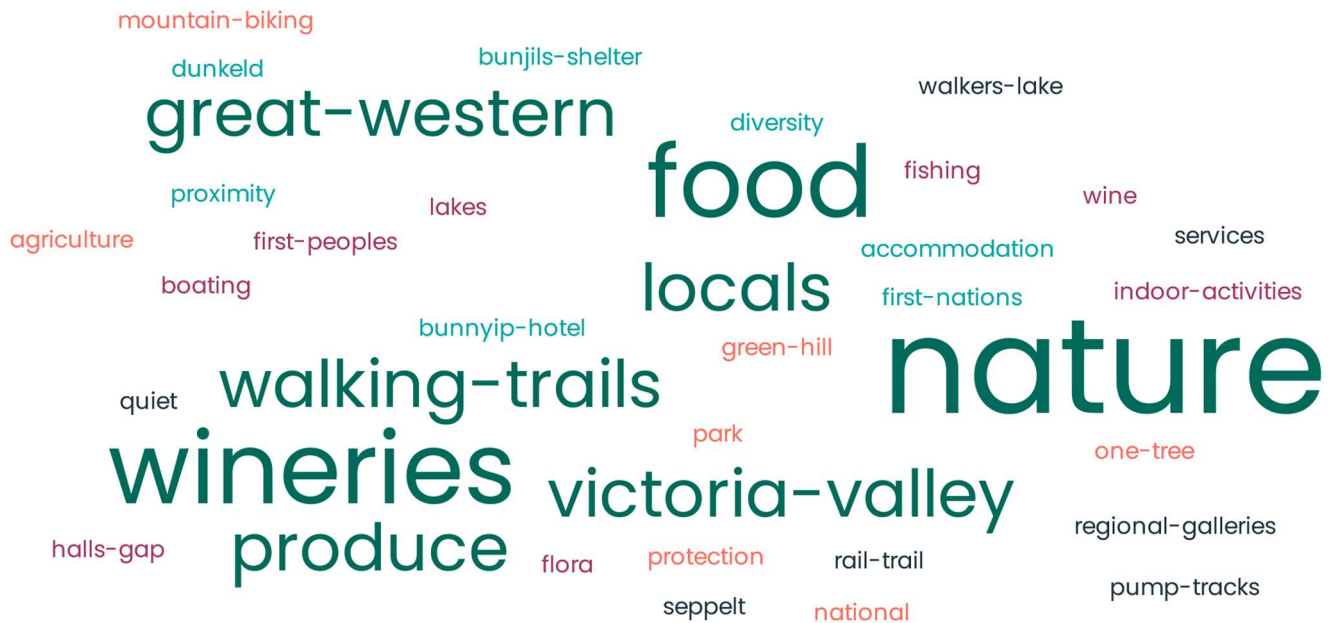 mountain-biking
dunkeld
bunjils-shelter
great-western
walkers-lake
diversity
food
fishing
proximity
wine
lakes
agriculture
first-peoples
services
accommodation
boating
locals
first-nations
indoor-activities
bunnyip-hotel
green-hill
nature
walking-trails
quiet
park
one-tree
wineries
victoria-valley
regional-galleries
produce
halls-gap
flora
protection
rail-trail
pump-tracks
seppelt
national